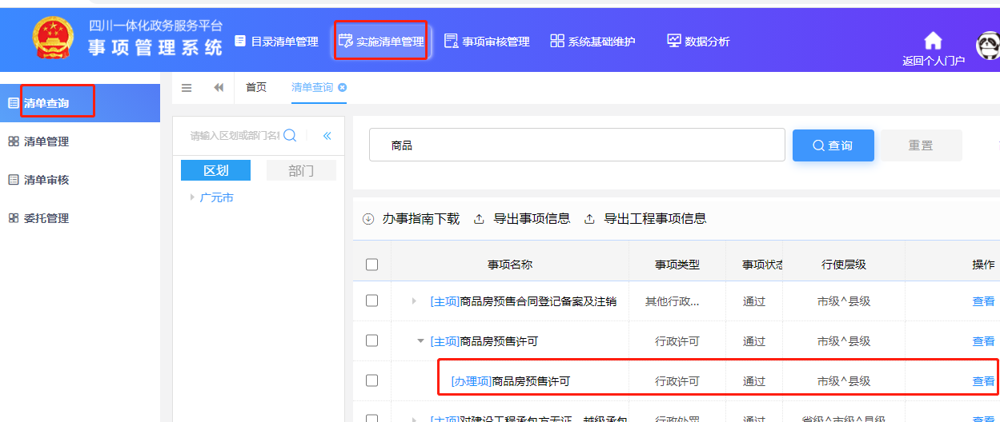 四川一体化政务服务平台
事项管理系统
目录清单管理
实施清单管理
事项审核管理
系统基础维护
数据分析
返回个人门户
清单查询
清单管理
清单审核
委托管理
首页
清单查询
请输入区划或部门名
区划
部门
广元市
商品
查询
重置
办事指南下载
导出事项信息
导出工程事项信息
事项名称 事项类型 事项状态 行使层级 操作
[主项]商品房预售合同登记备案及注销 其他行政... 通过 市级^县级 查看
[主项]商品房预售许可 行政许可 通过 市级^县级 查看
[办理项]商品房预售许可 行政许可 通过 市级^县级 查看
[主项]对建设工程承包方无证、越级承包 行政处罚 通过 省级^市级^县级 查看